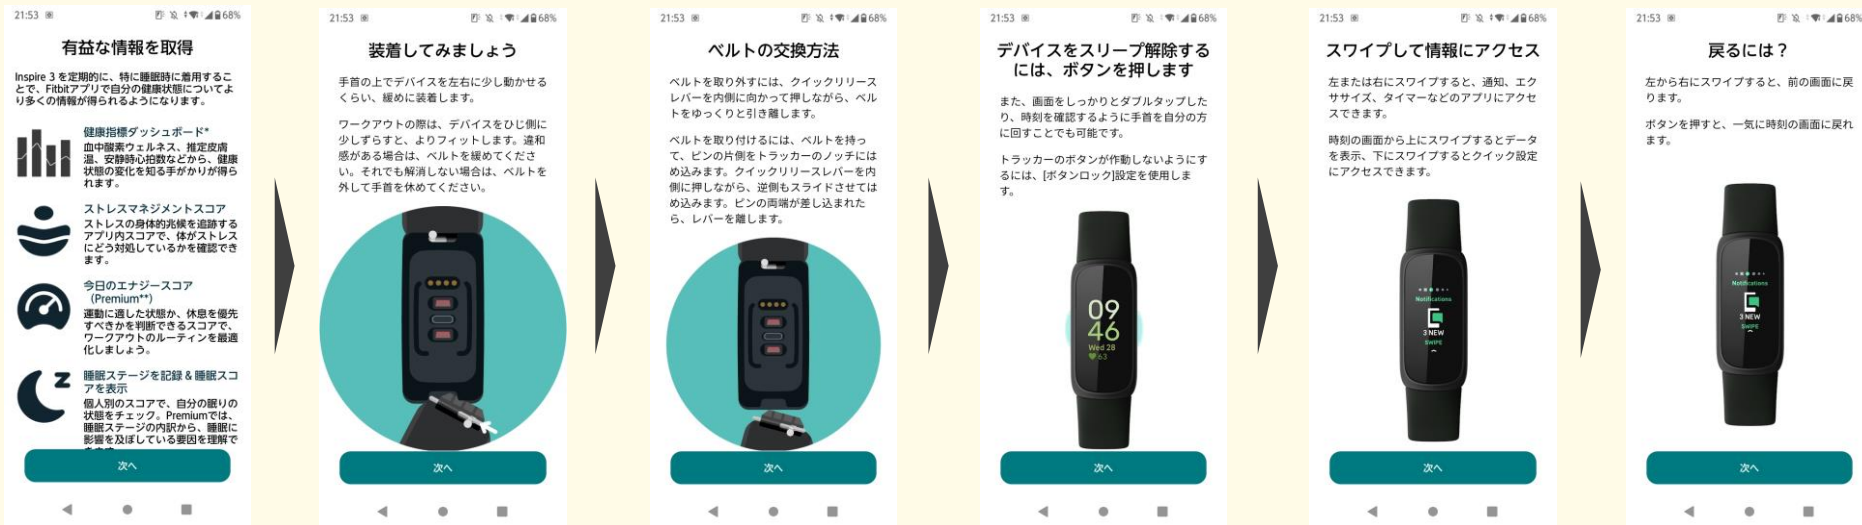 21:53
68%
有益な情報を取得
Inspire 3 を定期的に、特に睡眠時に着用するこ
とで、Fitbitアプリで自分の健康状態についてよ
り多くの情報が得られるようになります。
健康指標ダッシュボード*
血中酸素ウェルネス、推定皮膚
温、安静時心拍数などから、健康
状態の変化を知る手がかりが得ら
れます。
ストレスマネジメントスコア
ストレスの身体的兆候を追跡する
アプリ内スコアで、体がストレス
にどう対処しているかを確認でき
ます。
今日のエナジースコア
（Premium**）
運動に適した状態か、休息を優先
すべきかを判断できるスコアで、
ワークアウトのルーティンを最適
化しましょう。
睡眠ステージを記録 & 睡眠スコ
アを表示
個人別のスコアで、自分の眠りの
状態をチェック。Premiumでは、
睡眠ステージの内訳から、睡眠に
影響を及ぼしている要因を理解で
次へ
21:53
68%
装着してみましょう
手首の上でデバイスを左右に少し動かせる
くらい、緩めに装着します。
ワークアウトの際は、デバイスをひじ側に
少しずらすと、よりフィットします。違和
感がある場合は、ベルトを緩めてくださ
い。それでも解消しない場合は、ベルトを
外して手首を休めてください。
次へ
21:53
68%
ベルトの交換方法
ベルトを取り外すには、クイックリリース
レバーを内側に向かって押しながら、ベル
トをゆっくりと引き離します。
ベルトを取り付けるには、ベルトを持っ
て、ピンの片側をトラッカーのノッチには
め込みます。クイックリリースレバーを内
側に押しながら、逆側もスライドさせては
め込みます。ピンの両端が差し込まれた
ら、レバーを離します。
次へ
21:53
68%
デバイスをスリープ解除する
には、ボタンを押します
また、画面をしっかりとダブルタップした
り、時刻を確認するように手首を自分の方
に回すことでも可能です。
トラッカーのボタンが作動しないようにす
るには、[ボタンロック]設定を使用しま
す。
09
46
Wed 28
63
次へ
21:53
68%
スワイプして情報にアクセス
左または右にスワイプすると、通知、エク
ササイズ、タイマーなどのアプリにアクセ
スできます。
時刻の画面から上にスワイプするとデータ
を表示、下にスワイプするとクイック設定
にアクセスできます。
Notifications
3 NEW
SWIPE
次へ
21:53
68%
戻るには？
左から右にスワイプすると、前の画面に戻
ります。
ボタンを押すと、一気に時刻の画面に戻れ
ます。
Notifications
3 NEW
SWIPE
次へ